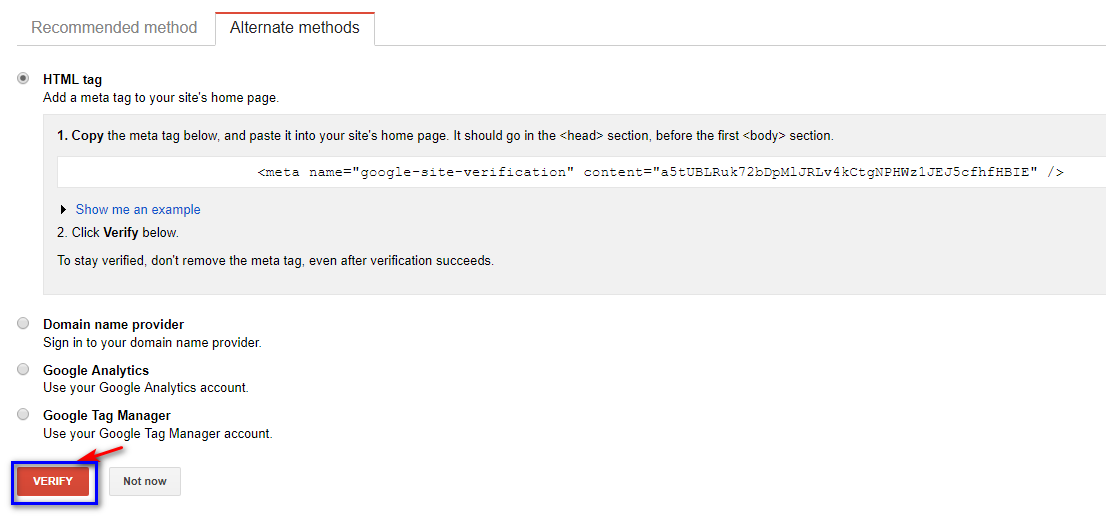 Recommended method
Alternate methods
HTML tag
Add a meta tag to your site's home page.
1. Copy the meta tag below, and paste it into your site's home page. It should go in the <head> section, before the first <body> section.
<meta name="google-site-verification" content="a5tUBLRuk72bDpMlJRLv4kCtgNPHWz1JEJ5cfhfHBIE" />
Show me an example
2. Click Verify below.
To stay verified, don't remove the meta tag, even after verification succeeds.
Domain name provider
Sign in to your domain name provider.
Google Analytics
Use your Google Analytics account.
Google Tag Manager
Use your Google Tag Manager account.
VERIFY
Not now